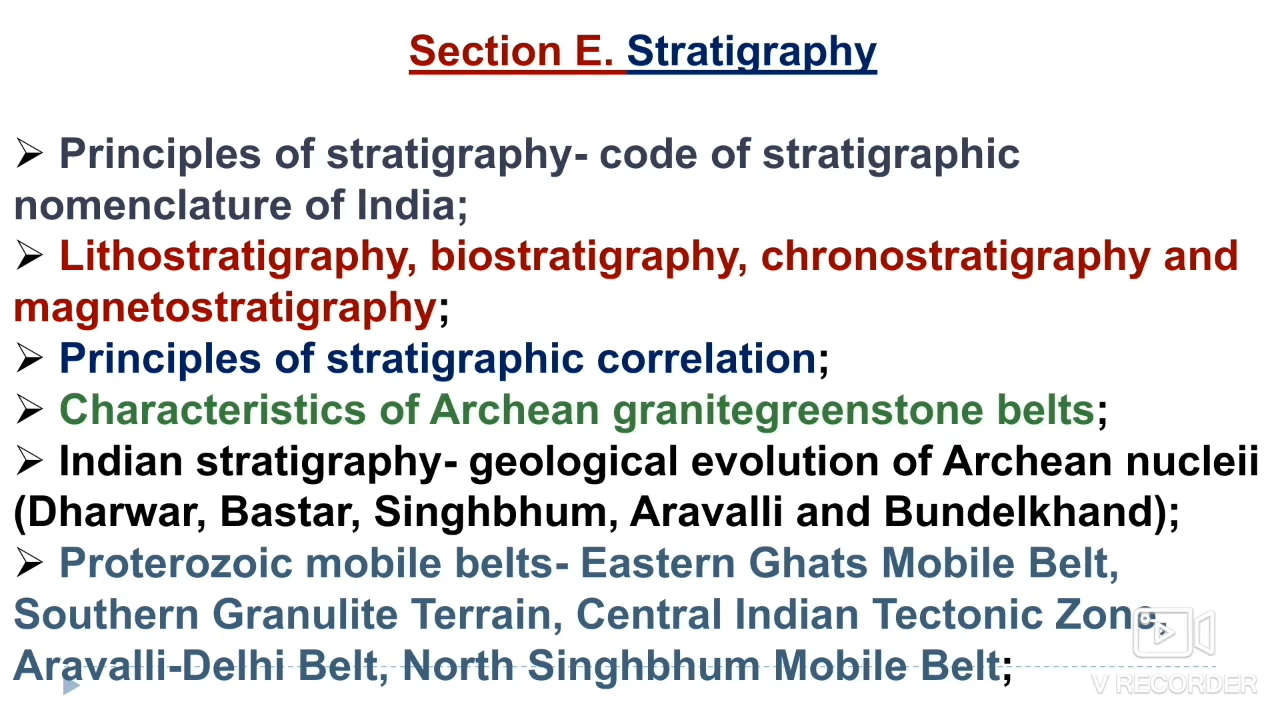 Section E. Stratigraphy
➢ Principles of stratigraphy- code of stratigraphic
nomenclature of India;
➢ Lithostratigraphy, biostratigraphy, chronostratigraphy and
magnetostratigraphy;
➢ Principles of stratigraphic correlation;
➢ Characteristics of Archean granitegreenstone belts;
➢ Indian stratigraphy- geological evolution of Archean nucleii
(Dharwar, Bastar, Singhbhum, Aravalli and Bundelkhand);
➢ Proterozoic mobile belts- Eastern Ghats Mobile Belt,
Southern Granulite Terrain, Central Indian Tectonic Zone,
Aravalli-Delhi Belt, North Singhbhum Mobile Belt;
V RECORDER